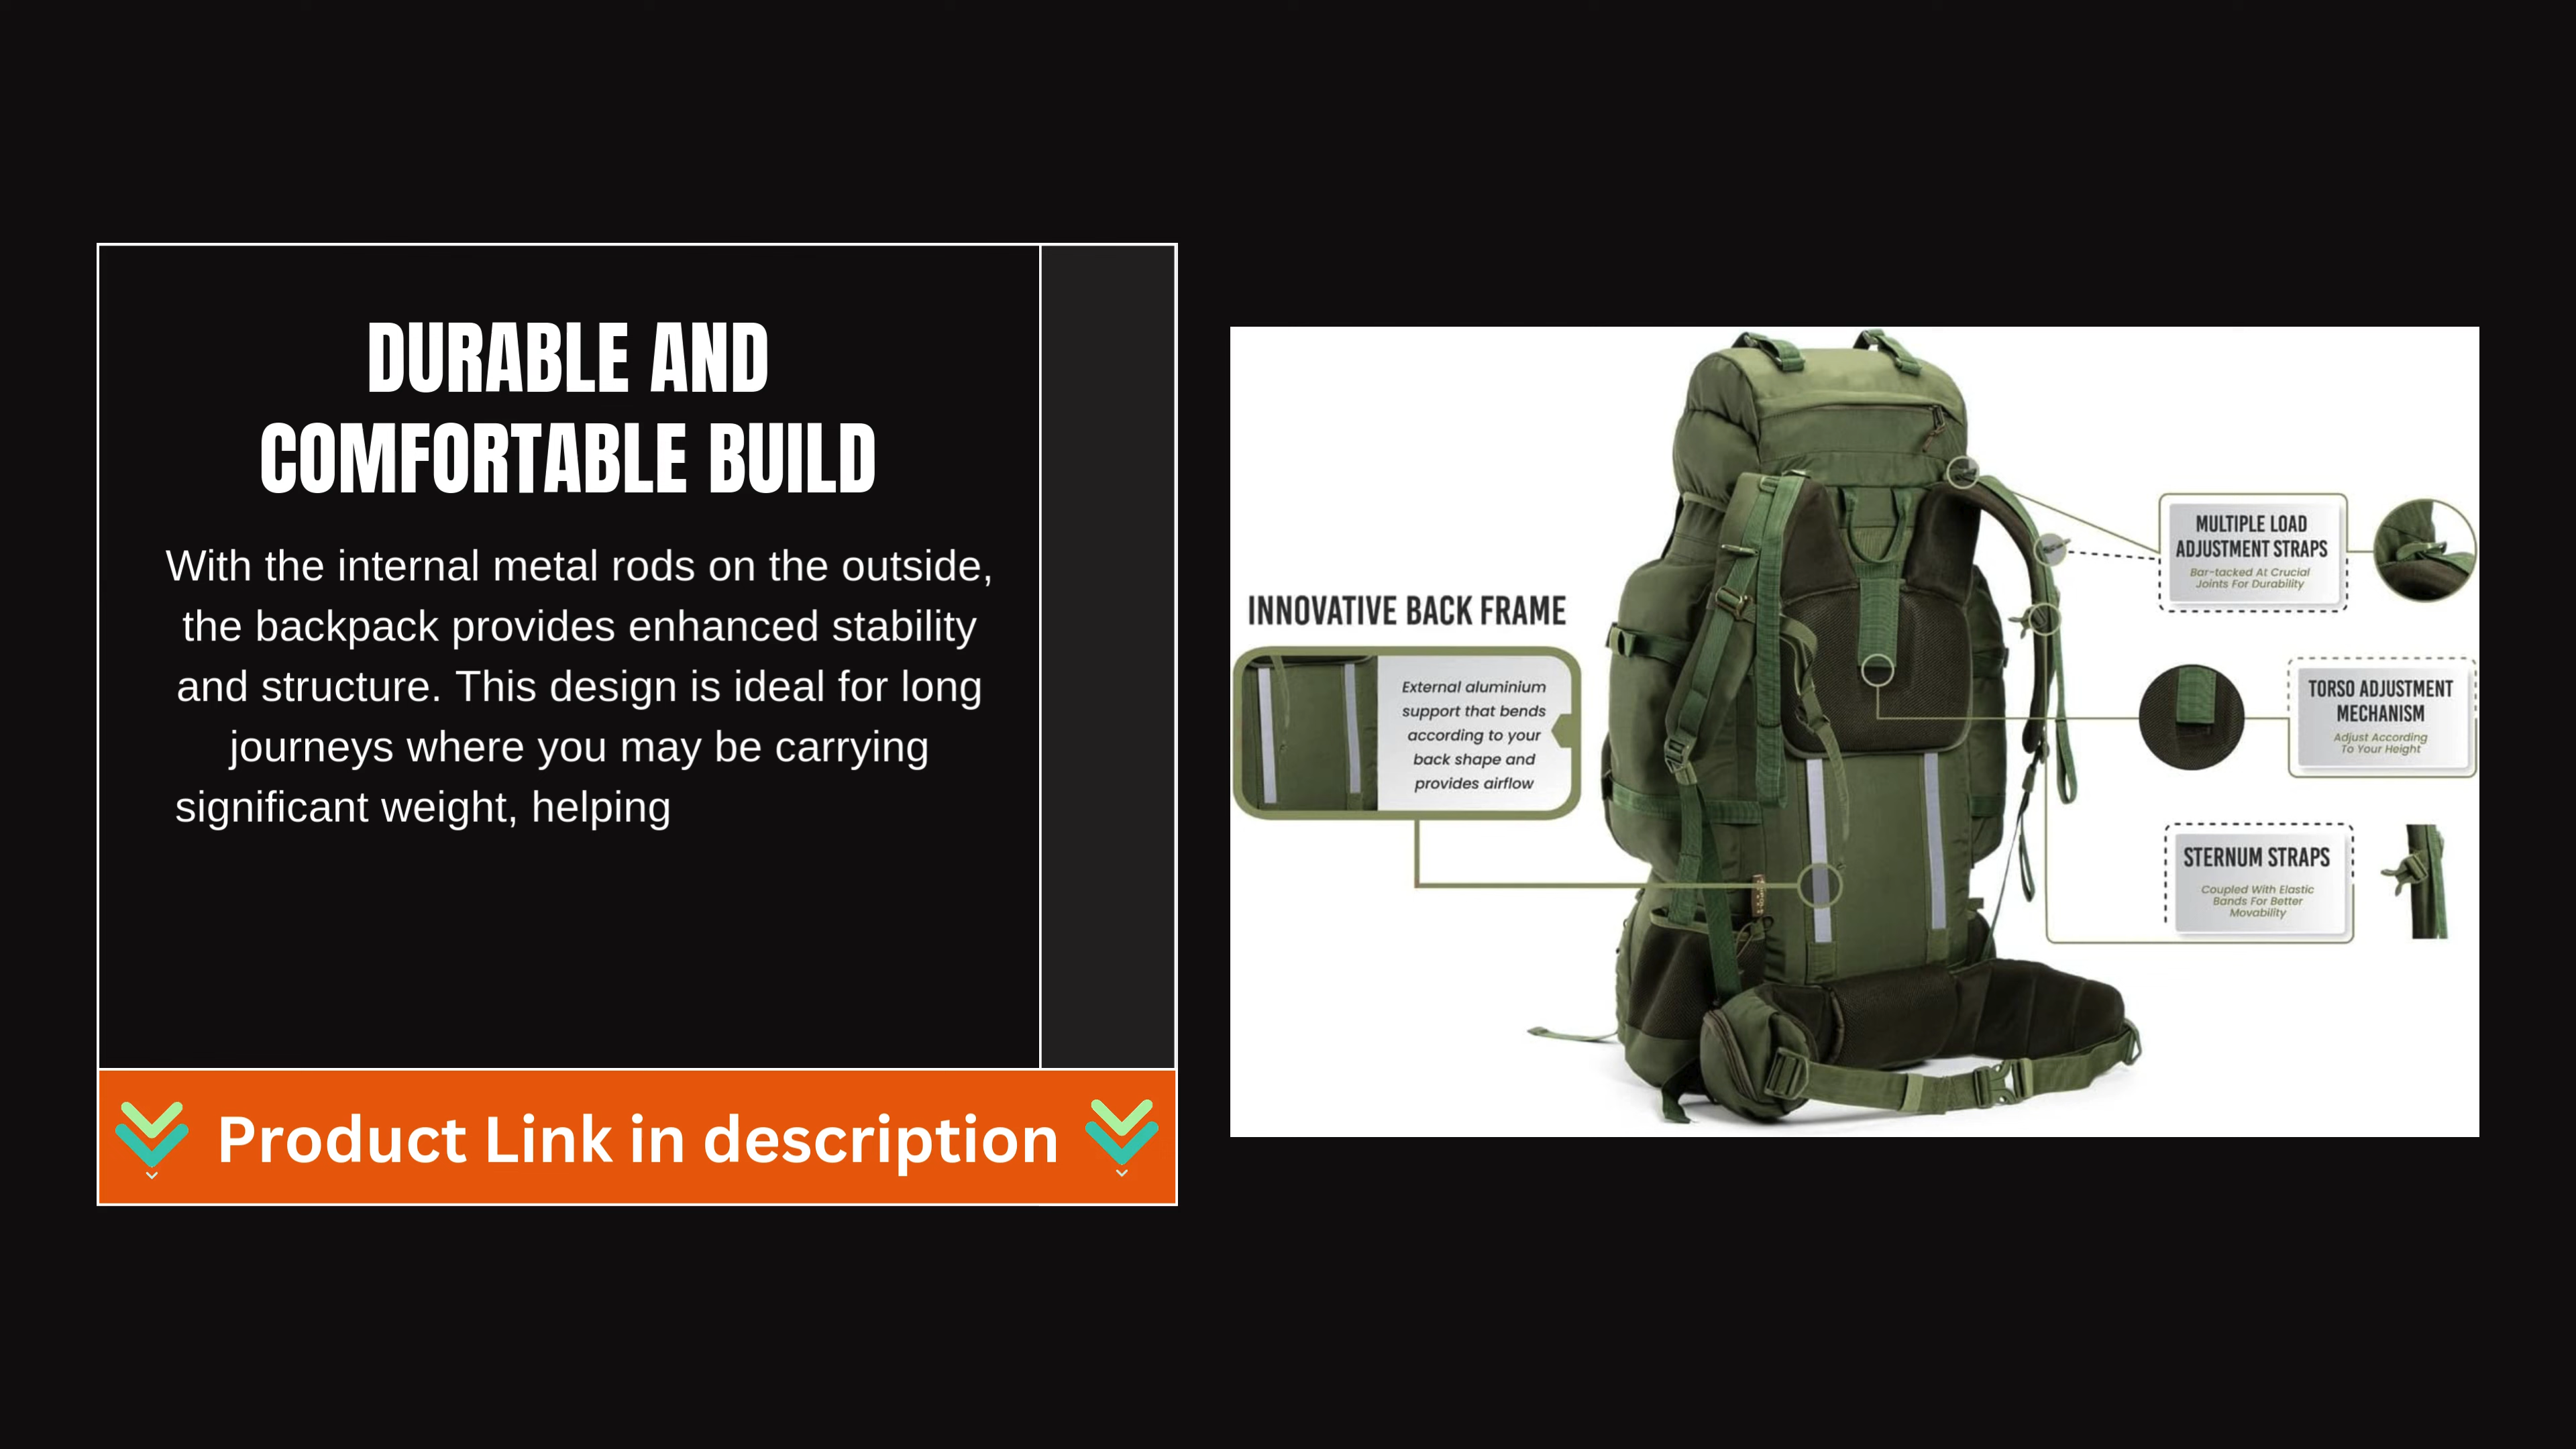 DURABLE AND
COMFORTABLE BUILD
With the internal metal rods on the outside,
the backpack provides enhanced stability
and structure. This design is ideal for long
journeys where you may be carrying
significant weight, helping
Product Link in description
INNOVATIVE BACK FRAME
External aluminium
support that bends
according to your
back shape and
provides airflow
MULTIPLE LOAD
ADJUSTMENT STRAPS
Bar-tacked At Crucial
Joints For Durability
TORSO ADJUSTMENT
MECHANISM
Adjust According
To Your Height
STERNUM STRAPS
Coupled With Elastic
Bands For Better
Movability